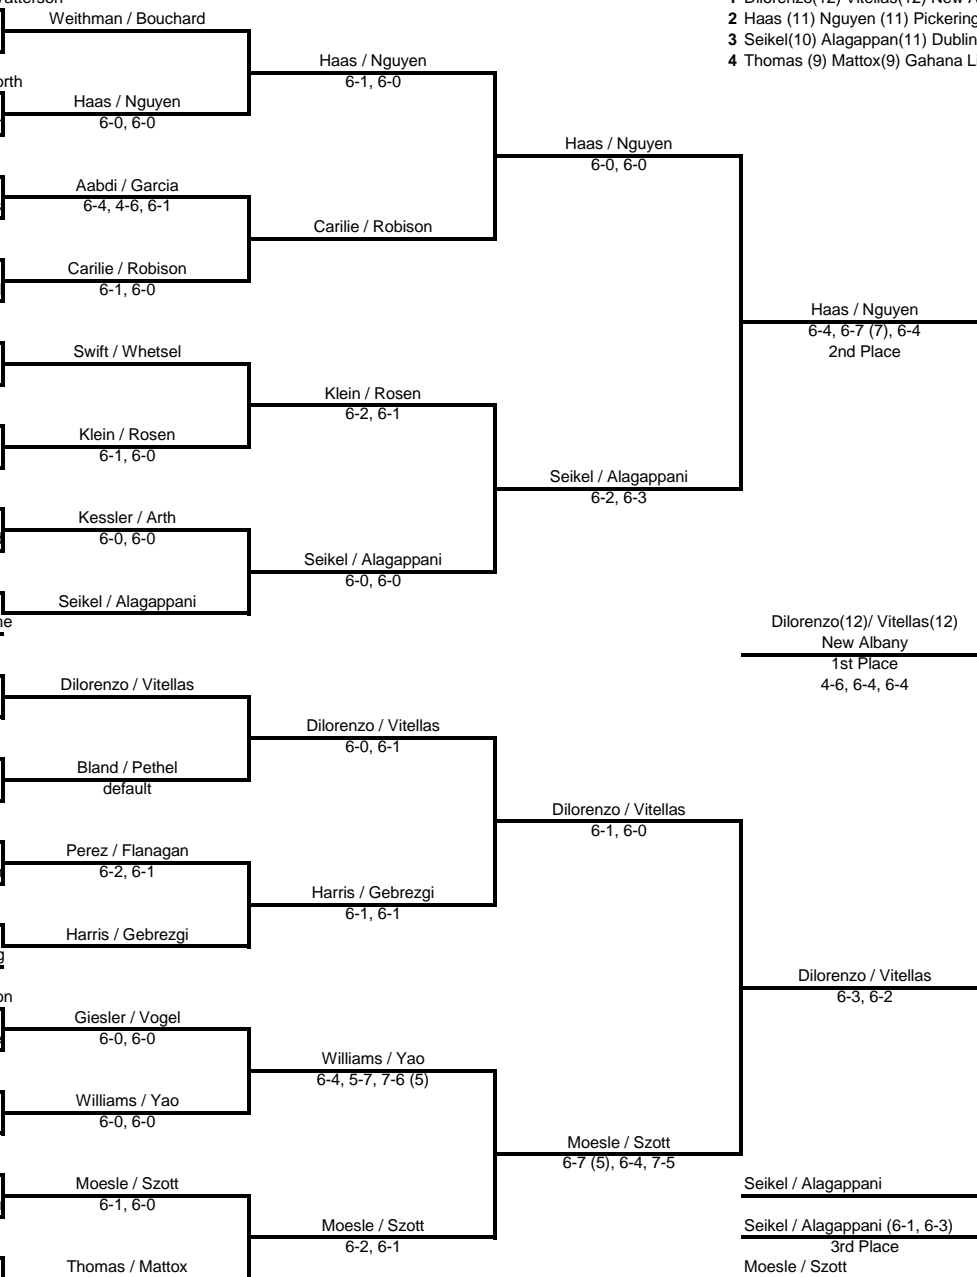 1 Dilorenzo(12) Vitellas(12) New
2 Haas (11) Nguyen (11) Pickering
3 Seikel(10) Alagappan(11) Dublin
4 Thomas (9) Mattox(9) Gahana
Weithman / Bouchard
Haas / Nguyen
6-1, 6-0
orth
Haas / Nguyen
6-0, 6-0
Haas / Nguyen
6-0, 6-0
Aabdi / Garcia
6-4, 4-6, 6-1
Carilie / Robison
Carilie / Robison
6-1, 6-0
Haas / Nguyen
6-4, 6-7 (7), 6-4
2nd Place
Swift / Whetsel
Klein / Rosen
6-2, 6-1
Klein / Rosen
6-1, 6-0
Seikel / Alagappani
6-2, 6-3
Kessler / Arth
6-0, 6-0
Seikel / Alagappani
6-0, 6-0
Seikel / Alagappani
ne
Dilorenzo(12)/ Vitellas(12)
New Albany
1st Place
4-6, 6-4, 6-4
Dilorenzo / Vitellas
Dilorenzo / Vitellas
6-0, 6-1
Bland / Pethel
default
Dilorenzo / Vitellas
6-1, 6-0
Perez / Flanagan
6-2, 6-1
Harris / Gebrezgi
6-1, 6-1
Harris / Gebrezgi
g
Dilorenzo / Vitellas
6-3, 6-2
on
Giesler / Vogel
6-0, 6-0
Williams / Yao
6-4, 5-7, 7-6 (5)
Williams / Yao
6-0, 6-0
Moesle / Szott
6-7 (5), 6-4, 7-5
Moesle / Szott
6-1, 6-0
Seikel / Alagappani
Moesle / Szott
6-2, 6-1
Seikel / Alagappani (6-1, 6-3)
3rd Place
Thomas / Mattox
Moesle / Szott